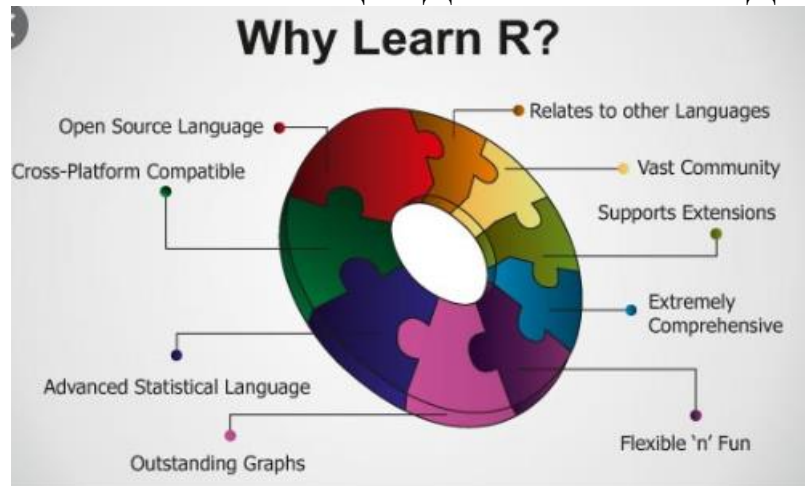 Why Learn R?
Open Source Language
Relates to other Languages
Cross-Platform Compatible
Vast Community
Supports Extensions
Extremely
Comprehensive
Advanced Statistical Language
Flexible ‘n’ Fun
Outstanding Graphs